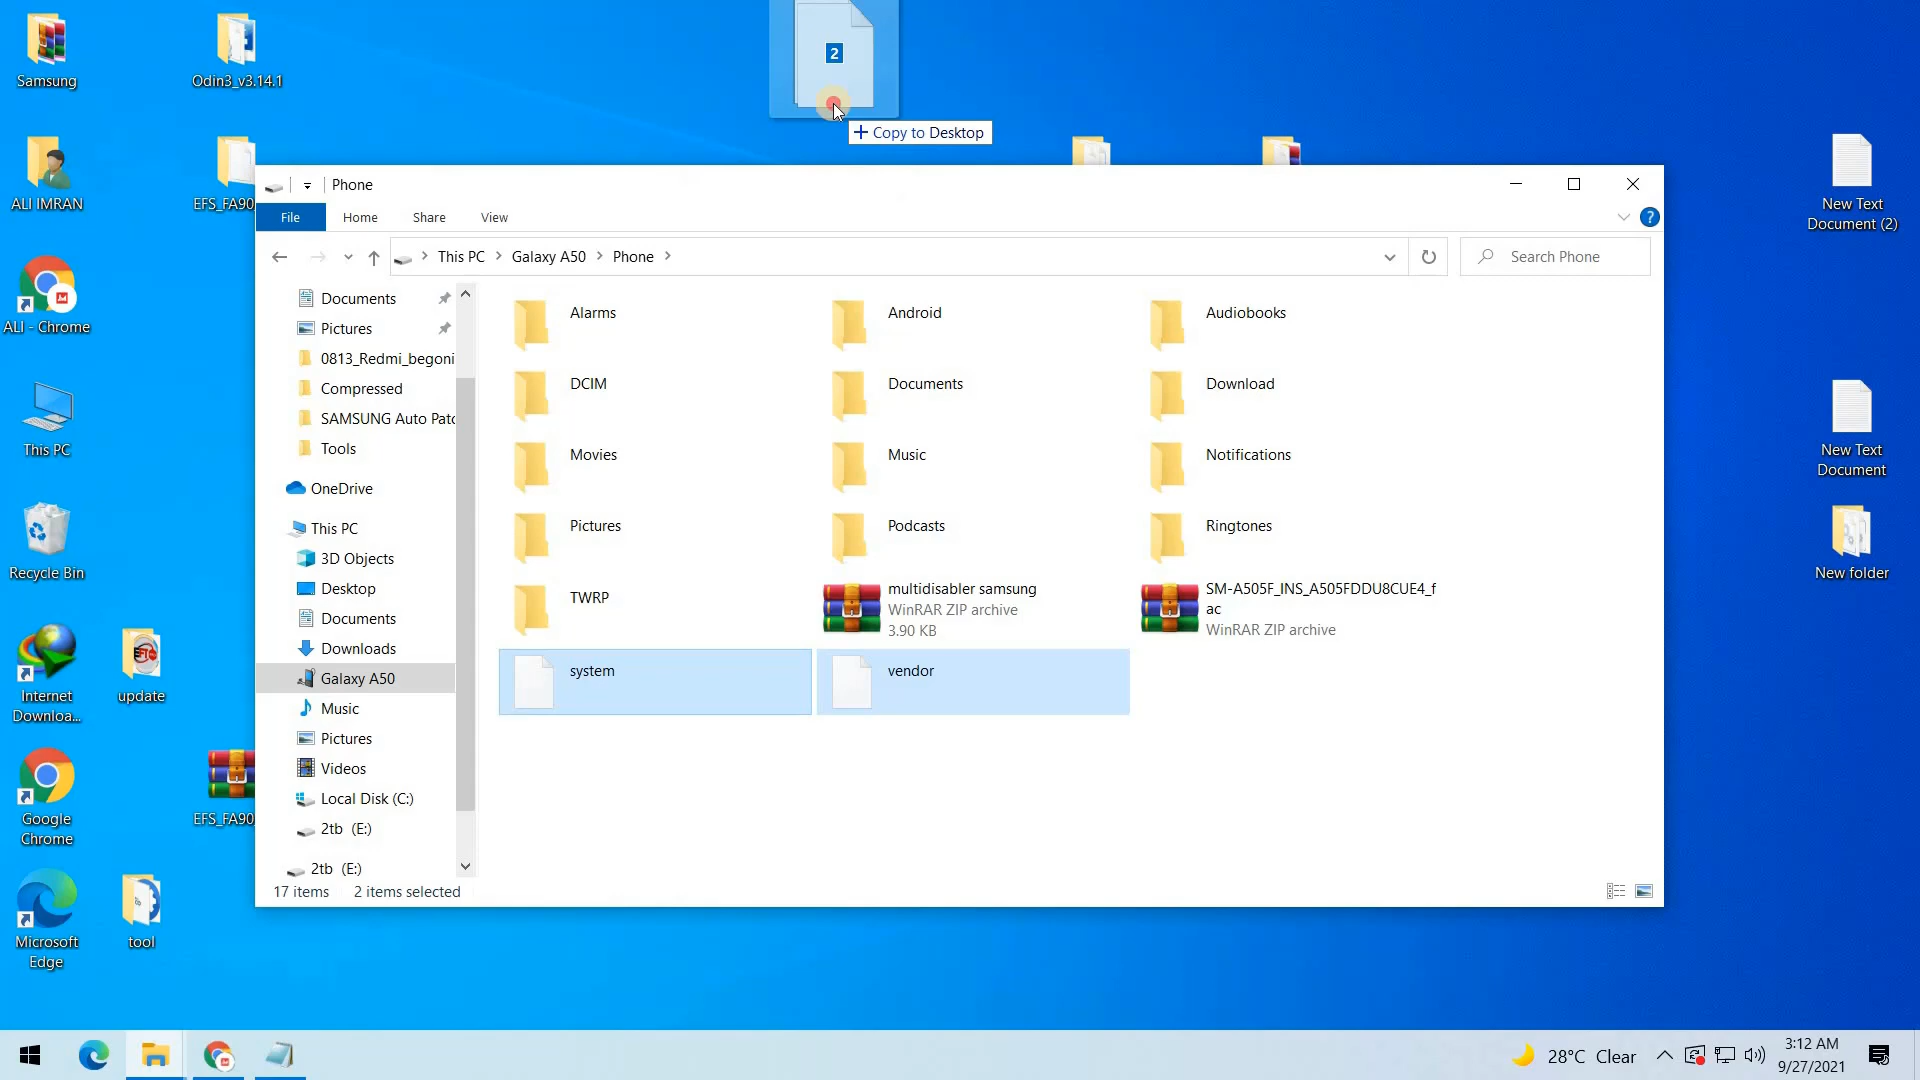 Samsung
Odin3_v3.14.1
2
Copy to Desktop
ALI IMRAN
EFS_FA90
New Text
Document (2)
Phone
File
Home
Share
View
?
This PC
Galaxy A50
Phone
Search Phone
ALI - Chrome
This PC
Recycle Bin
Internet
Downloa...
update
Google
Chrome
EFS_FA90
Microsoft
Edge
tool
New Text
Document
New folder
Documents
Pictures
0813_Redmi_begoni
Compressed
SAMSUNG Auto Patc
Tools
OneDrive
This PC
3D Objects
Desktop
Documents
Downloads
Galaxy A50
Music
Pictures
Videos
Local Disk (C:)
2tb (E:)
2tb (E:)
Alarms
Android
Audiobooks
DCIM
Documents
Download
Movies
Music
Notifications
Pictures
Podcasts
Ringtones
TWRP
multidisabler samsung
WinRAR ZIP archive
3.90 KB
SM-A505F_INS_A505FDDU8CUE4_f
ac
WinRAR ZIP archive
system
vendor
17 items
2 items selected
28°C Clear
3:12 AM
9/27/2021